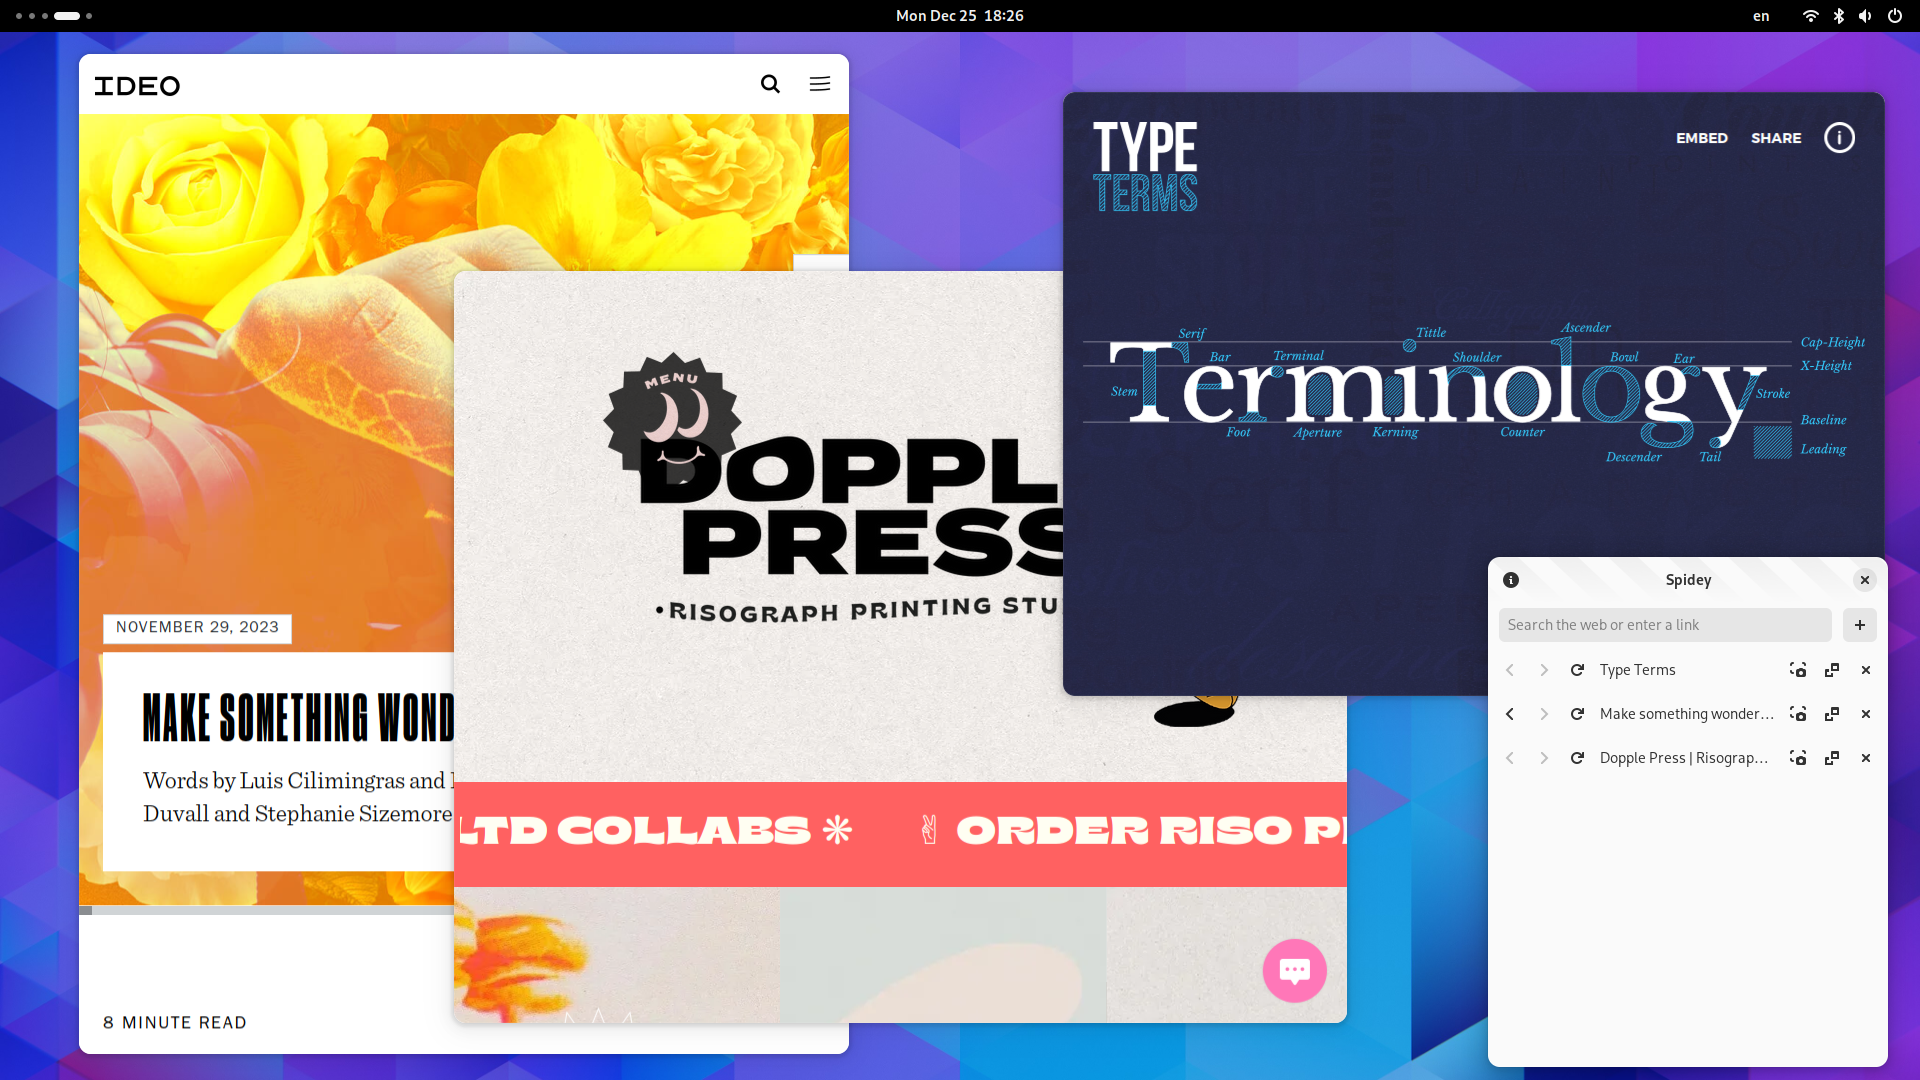 Mon Dec 25 18:26
en
IDEO
NOVEMBER 29, 2023
MAKE SOMETHING WOND
Words by Luis Cilimingras and
Duvall and Stephanie Sizemore
8 MINUTE READ
MENU
DOPPL
PRESS
•RISOGRAPH PRINTING STU
LTD COLLABS
ORDER RISO
TYPE
TERMS
EMBED
SHARE
Terminology
Serif
Tittle
Ascender
Cap-Height
Bar
Terminal
Shoulder
Bowl
Ear
X-Height
Stem
Stroke
Baseline
Foot
Aperture
Kerning
Counter
Leading
Descender
Tail
Spidey
Search the web or enter a link
Type Terms
Make something wonder...
Dopple Press | Risograp...